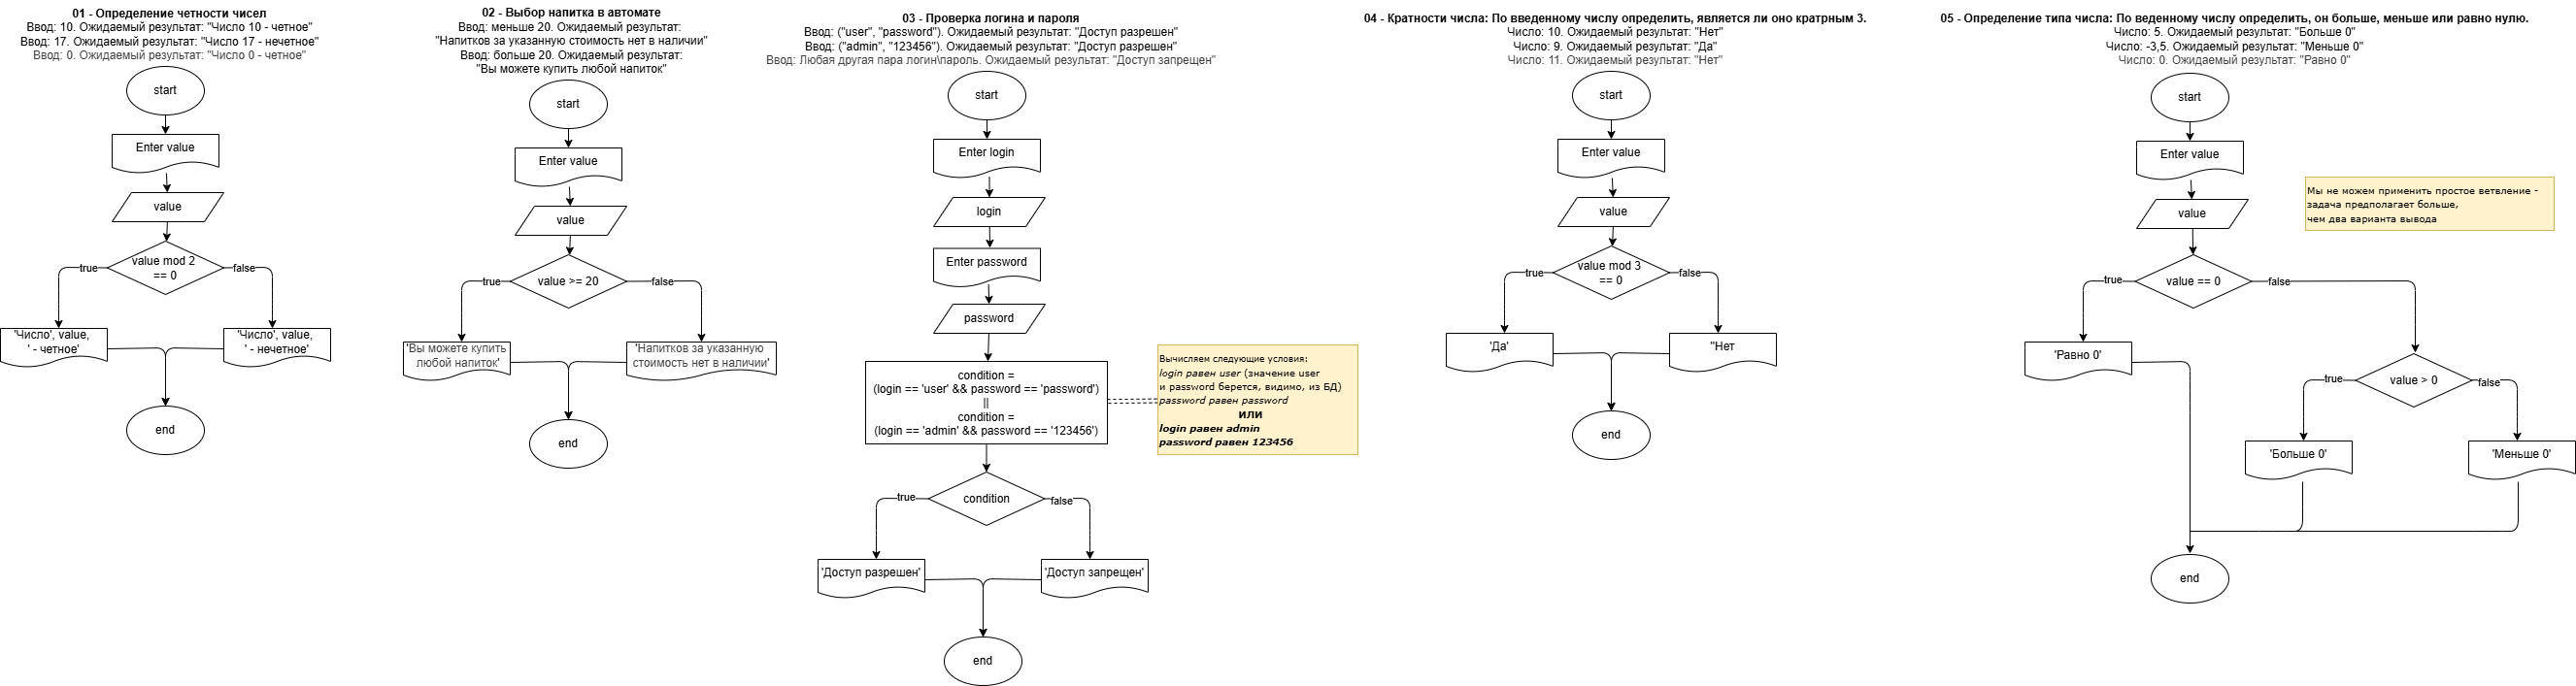 01 - Определение четности чисел
Ввод: 10. Ожидаемый результат: "Число 10 - четное"
Ввод: 17. Ожидаемый результат: "Число 17 - нечетное"
Ввод: 0. Ожидаемый результат: "Число 0 - четное"
start
Enter value
value
value mod 2
== 0
true
false
'Число', value,
' - четное'
'Число', value,
' - нечетное'
end
02 - Выбор напитка в автомате
Ввод: меньше 20. Ожидаемый результат:
"Напитков за указанную стоимость нет в наличии"
Ввод: больше 20. Ожидаемый результат:
"Вы можете купить любой напиток"
start
Enter value
value
value >= 20
true
false
'Вы можете купить
любой напиток'
'Напитков за указанную
стоимость нет в наличии'
end
03 - Проверка логина и пароля
Ввод: ("user", "password"). Ожидаемый результат: "Доступ разрешен"
Ввод: ("admin", "123456"). Ожидаемый результат: "Доступ разрешен"
Ввод: Любая другая пара логин\пароль. Ожидаемый результат: "Доступ запрещен"
start
Enter login
login
Enter password
password
condition =
(login == 'user' && password == 'password')
||
condition =
(login == 'admin' && password == '123456')
Вычисляем следующие условия:
login равен user (значение user
и password берется, видимо, из БД)
password равен password
ИЛИ
login равен admin
password равен 123456
condition
true
false
'Доступ разрешен'
'Доступ запрещен'
end
04 - Кратности числа: По введенному числу определить, является ли оно кратрным 3.
Число: 10. Ожидаемый результат: "Нет"
Число: 9. Ожидаемый результат: "Да"
Число: 11. Ожидаемый результат: "Нет"
start
Enter value
value
value mod 3
== 0
true
false
'Да'
"Нет
end
05 - Определение типа числа: По веденному числу определить, он больше, меньше или равно нулю.
Число: 5. Ожидаемый результат: "Больше 0"
Число: -3,5. Ожидаемый результат: "Меньше 0"
Число: 0. Ожидаемый результат: "Равно 0"
start
Enter value
value
Мы не можем применить простое ветвление -
задача предполагает больше,
чем два варианта вывода
value == 0
true
false
'Равно 0'
value > 0
true
false
'Больше 0'
'Меньше 0'
end